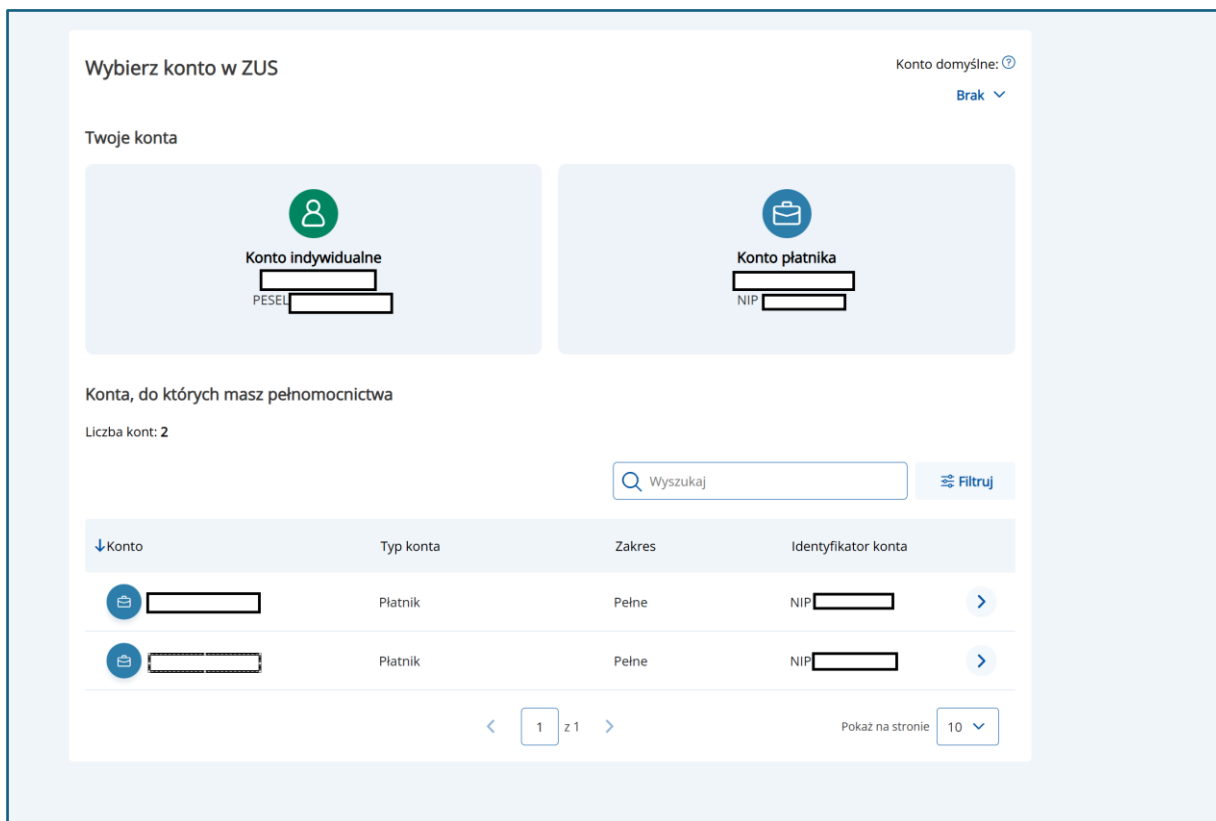 Wybierz konto w ZUS
Konto domyślne:
Brak
Twoje konta
Konto indywidualne
PESEL
Konto płatnika
NIP
Konta, do których masz pełnomocnictwa
Liczba kont: 2
Wyszukaj
Filtruj
Konto Typ konta Zakres Identyfikator konta
Płatnik Pełne NIP
Płatnik Pełne NIP
1 z 1
Pokaż na stronie 10